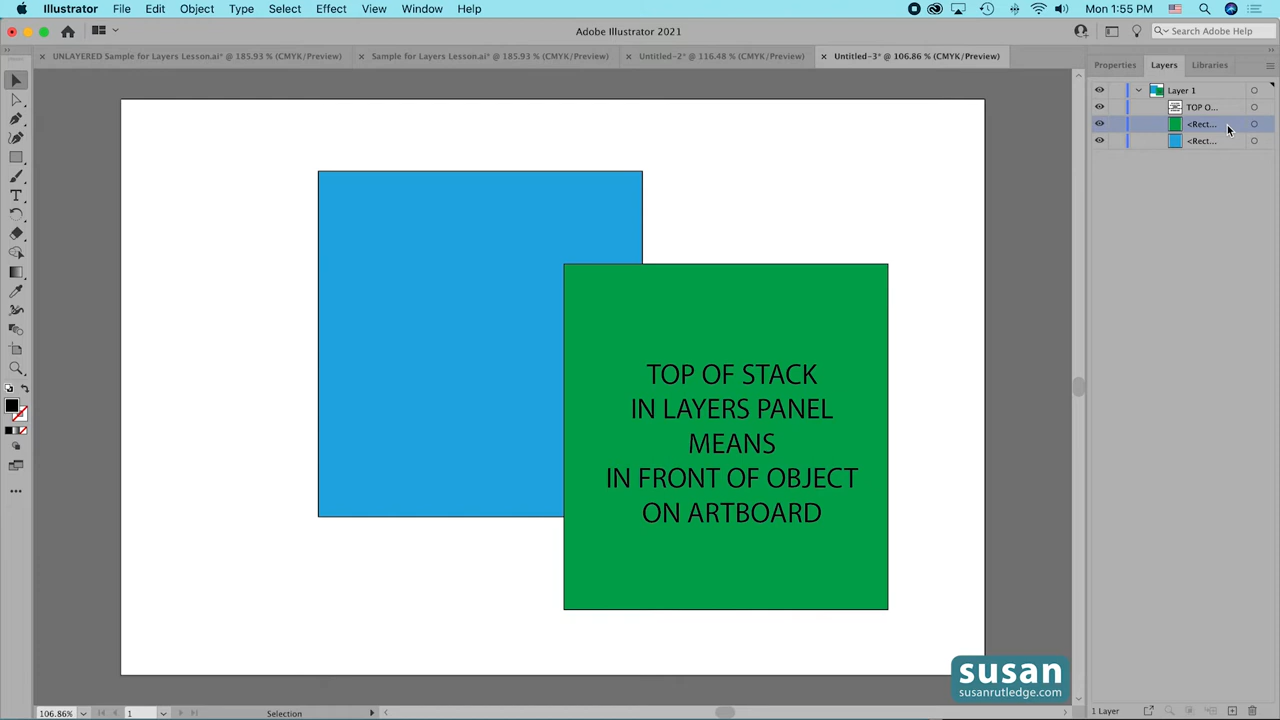 Illustrator File Edit Object Type Select Effect View Window Help Mon 1:55 PM
Adobe Illustrator 2021 Search Adobe Help
UNLAYERED Sample for Layers Lesson.ai* @ 185.93 % (CMYK/Preview) Sample for Layers Lesson.ai* @ 185.93 % (CMYK/Preview) Untitled-2* @ 116.48 % (CMYK/Preview) Untitled-3* @ 106.86 % (CMYK/Preview)
Properties Layers Libraries
Layer 1
TOP O...
<Rect...
<Rect...
TOP OF STACK
IN LAYERS PANEL
MEANS
IN FRONT OF OBJECT
ON ARTBOARD
susan
susanrutledge.com
106.86% 1 Selection 1 Layer